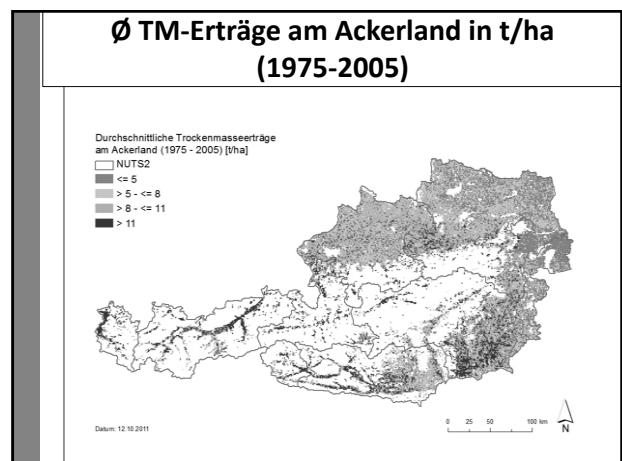 Ø TM-Erträge am Ackerland in t/ha
(1975-2005)
Durchschnittliche Trockenmasseerträge
am Ackerland (1975 - 2005) [t/ha]
NUTS2
<= 5
> 5 - <= 8
> 8 - <= 11
> 11
Datum: 12.10.2011
0 25 50 100 km
N